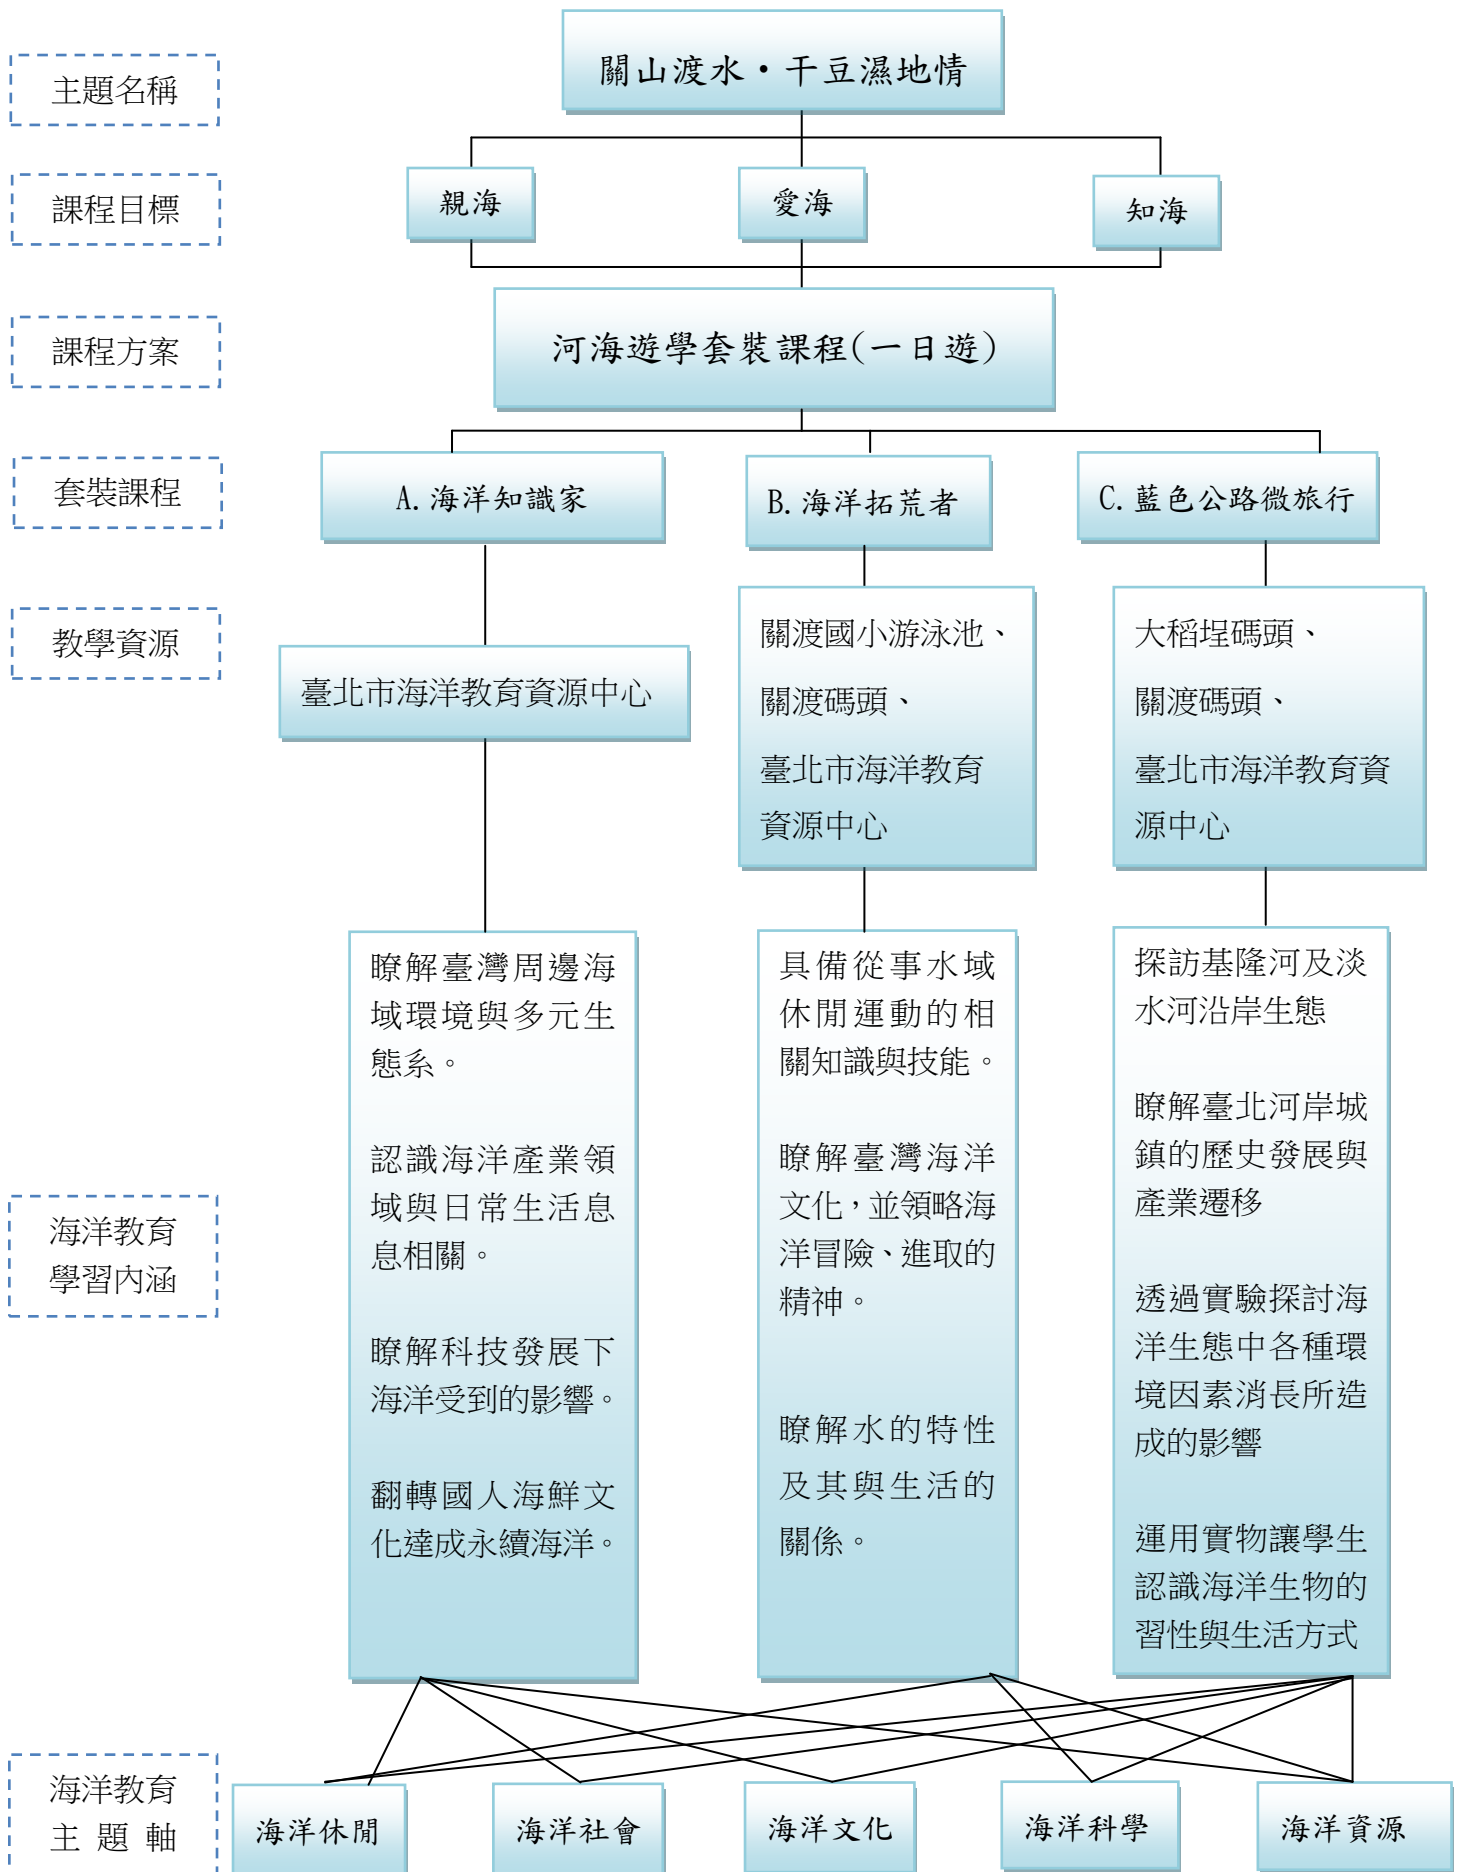 主題名稱
關山渡水・干豆濕地情
課程目標
親海
愛海
知海
課程方案
河海遊學套裝課程(一日遊)
套裝課程
A.海洋知識家
B.海洋拓荒者
C.藍色公路微旅行
教學資源
臺北市海洋教育資源中心
關渡國小游泳池、
關渡碼頭、
臺北市海洋教育
資源中心
大稻埕碼頭、
關渡碼頭、
臺北市海洋教育資
源中心
海洋教育
學習內涵
瞭解臺灣周邊海
域環境與多元生
態系。
認識海洋產業領
域與日常生活息
息相關。
瞭解科技發展下
海洋受到的影響。
翻轉國人海鮮文
化達成永續海洋。
具備從事水域
休閒運動的相
關知識與技能。
瞭解臺灣海洋
文化，並領略海
洋冒險、進取的
精神。
瞭解水的特性
及其與生活的
關係。
探訪基隆河及淡
水河沿岸生態
瞭解臺北河岸城
鎮的歷史發展與
產業遷移
透過實驗探討海
洋生態中各種環
境因素消長所造
成的影響
運用實物讓學生
認識海洋生物的
習性與生活方式
海洋教育
主 題 軸
海洋休閒
海洋社會
海洋文化
海洋科學
海洋資源